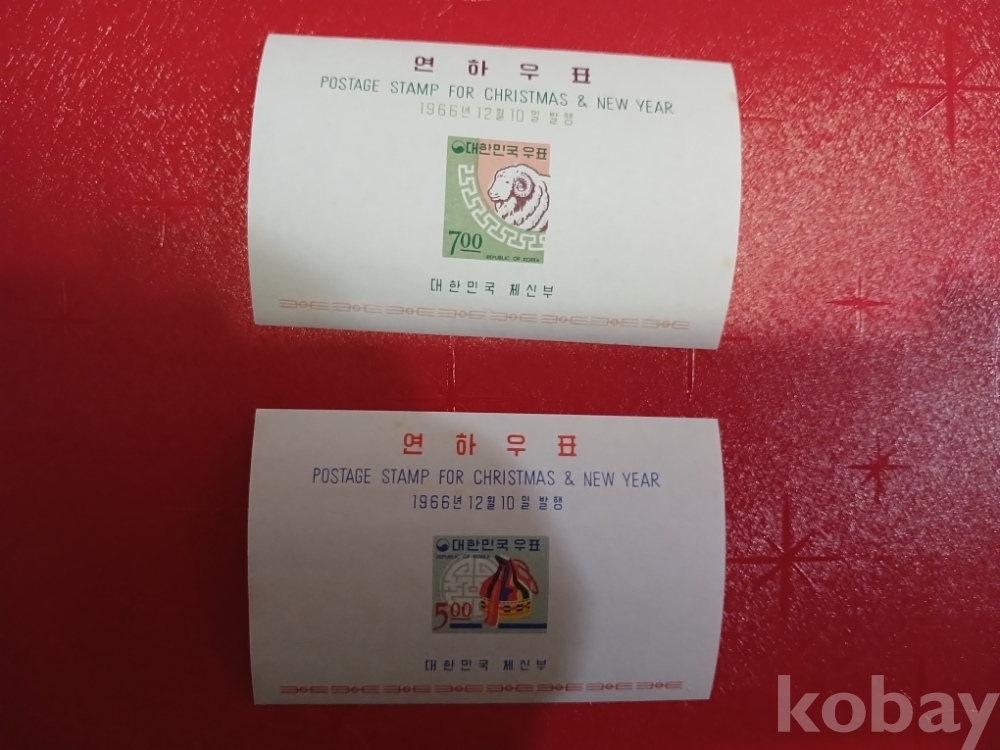 연하우표
POSTAGE STAMP FOR CHRISTMAS & NEW YEAR
1966년 12월 10일 발행
대한민국우표
7.00
REPUBLIC OF KOREA
대한민국 체신부
연하우표
POSTAGE STAMP FOR CHRISTMAS & NEW YEAR
1966년 12월 10일 발행
대한민국우표
REPUBLIC OF KOREA
5.00
대한민국 체신부
kobay